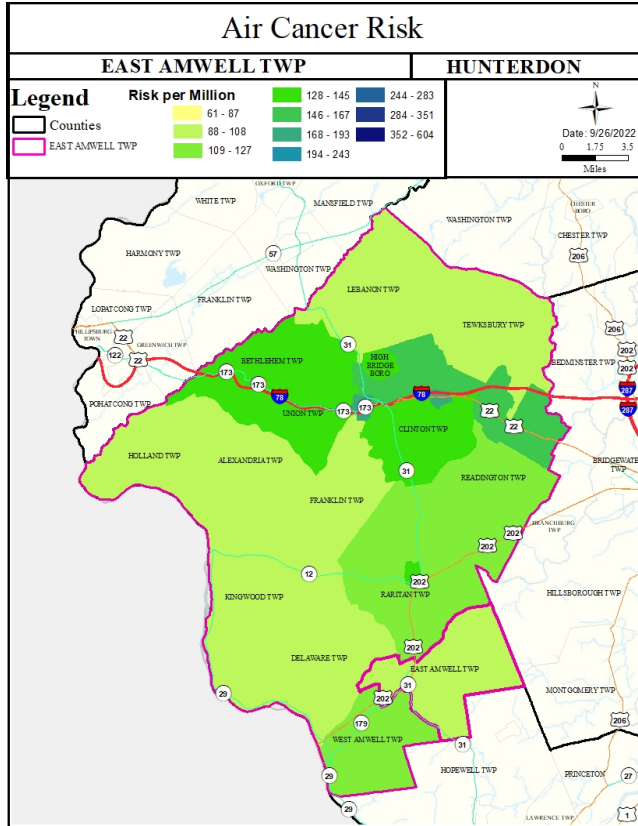 Air Cancer Risk
EAST AMWELL TWP
HUNTERDON
Legend
Counties
EAST AMWELL TWP
Risk per Million
61 - 87
88 - 108
109 - 127
128 - 145
146 - 167
168 - 193
194 - 243
244 - 283
284 - 351
352 - 604
N
Date: 9/26/2022
0 1.75 3.5
Miles
OXFORD TWP
WHITE TWP
MANSFIELD TWP
WASHINGTON TWP
CHESTER
BORO
CHESTER TWP
206
HARMONY TWP
57
WASHINGTON TWP
LEBANON TWP
FRANKLIN TWP
LOPATCONG TWP
TEWKSBURY TWP
PHILLIPSBURG
TOWN
22
GREENWICH TWP
122
22
31
206
202
BEDMINSTER TWP
202
BETHLEHEM TWP
HIGH
BRIDGE
BORO
173
173
78
78
287
287
POHATCONG TWP
UNION TWP
173
173
22
22
CLINTON TWP
HOLLAND TWP
ALEXANDRIA TWP
31
READINGTON TWP
BRIDGEWATER
TWP
FRANKLIN TWP
BRANCHBURG
TWP
202
202
12
202
KINGWOOD TWP
RARITAN TWP
HILLSBOROUGH TWP
202
DELAWARE TWP
EAST AMWELL TWP
31
29
202
MONTGOMERY TWP
179
206
WEST AMWELL TWP
31
29
HOPEWELL TWP
PRINCETON
27
29
LAWRENCE TWP
1